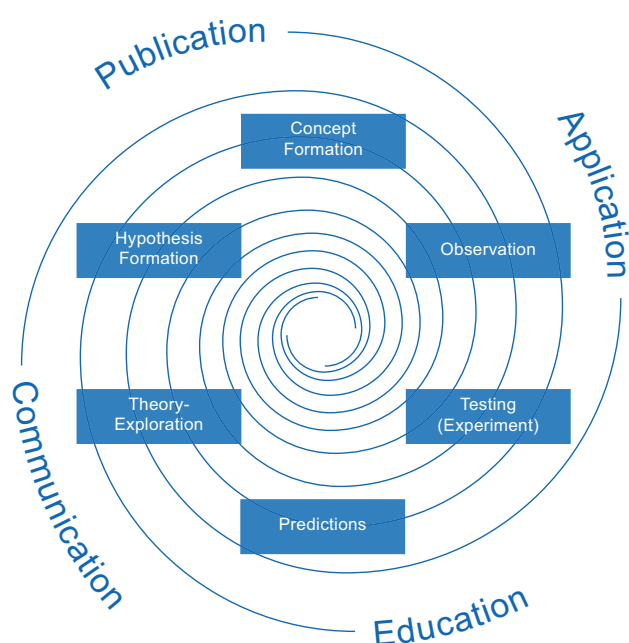 Publication
Application
Concept
Formation
Hypothesis
Formation
Observation
Theory-
Exploration
Testing
(Experiment)
Predictions
Communication
Education